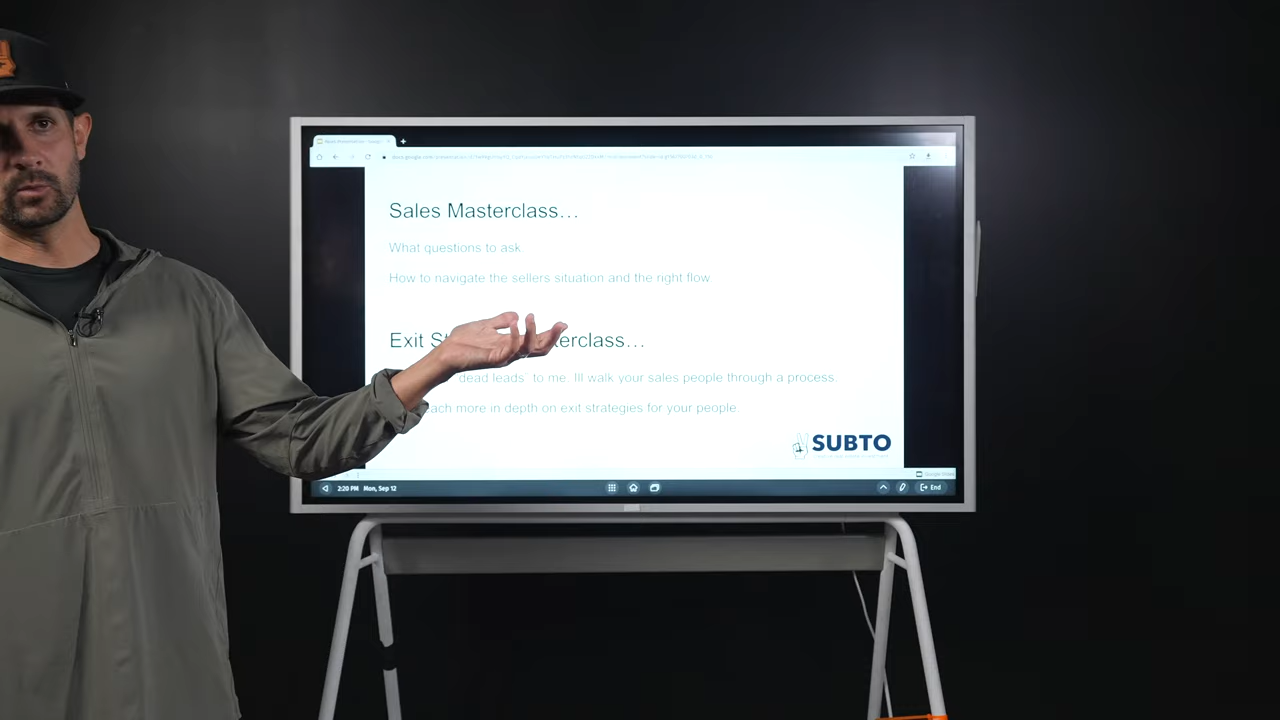 Sales Masterclass...
What questions to ask.
How to navigate the sellers situation and the right flow
Exit erclass...
"dead leads" to me. Ill walk your sales people through a process.
each more in depth on exit strategies for your people.
SUBTO
2:20 PM Mon, Sep 12
End